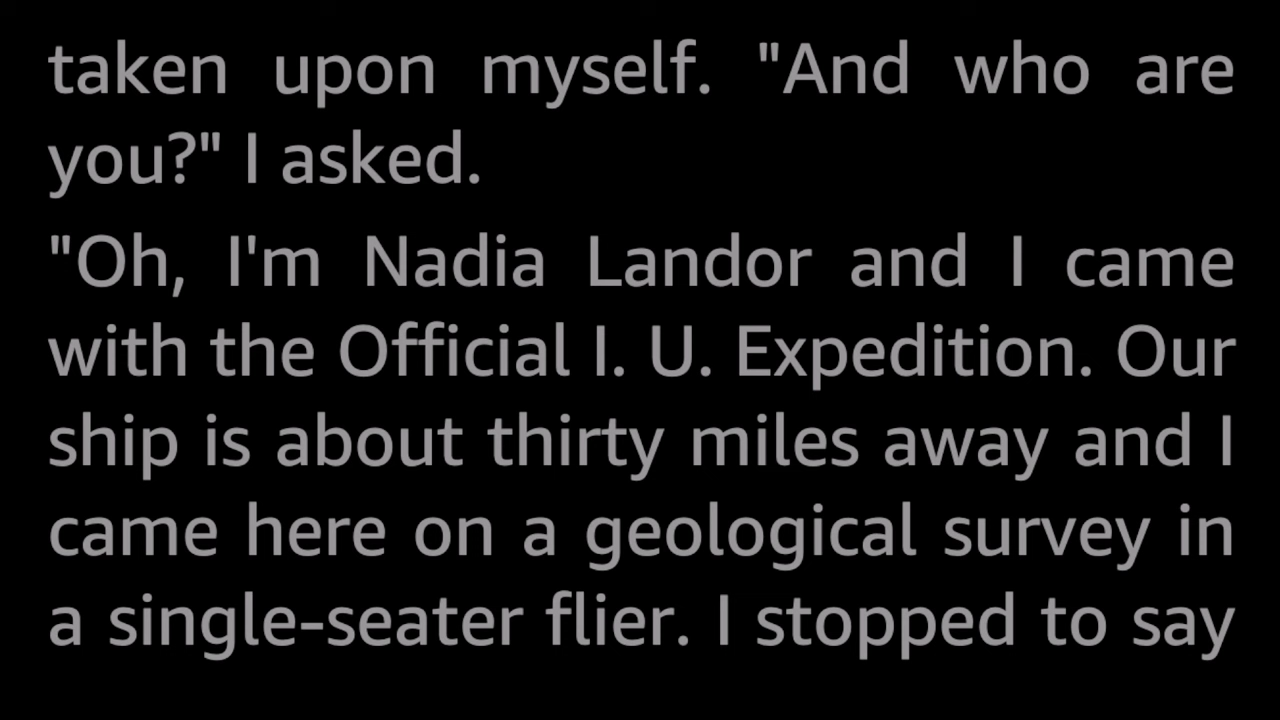 taken upon myself. "And who are
you?" I asked.
"Oh, I'm Nadia Landor and I came
with the Official I. U. Expedition. Our
ship is about thirty miles away and I
came here on a geological survey in
a single-seater flier. I stopped to say